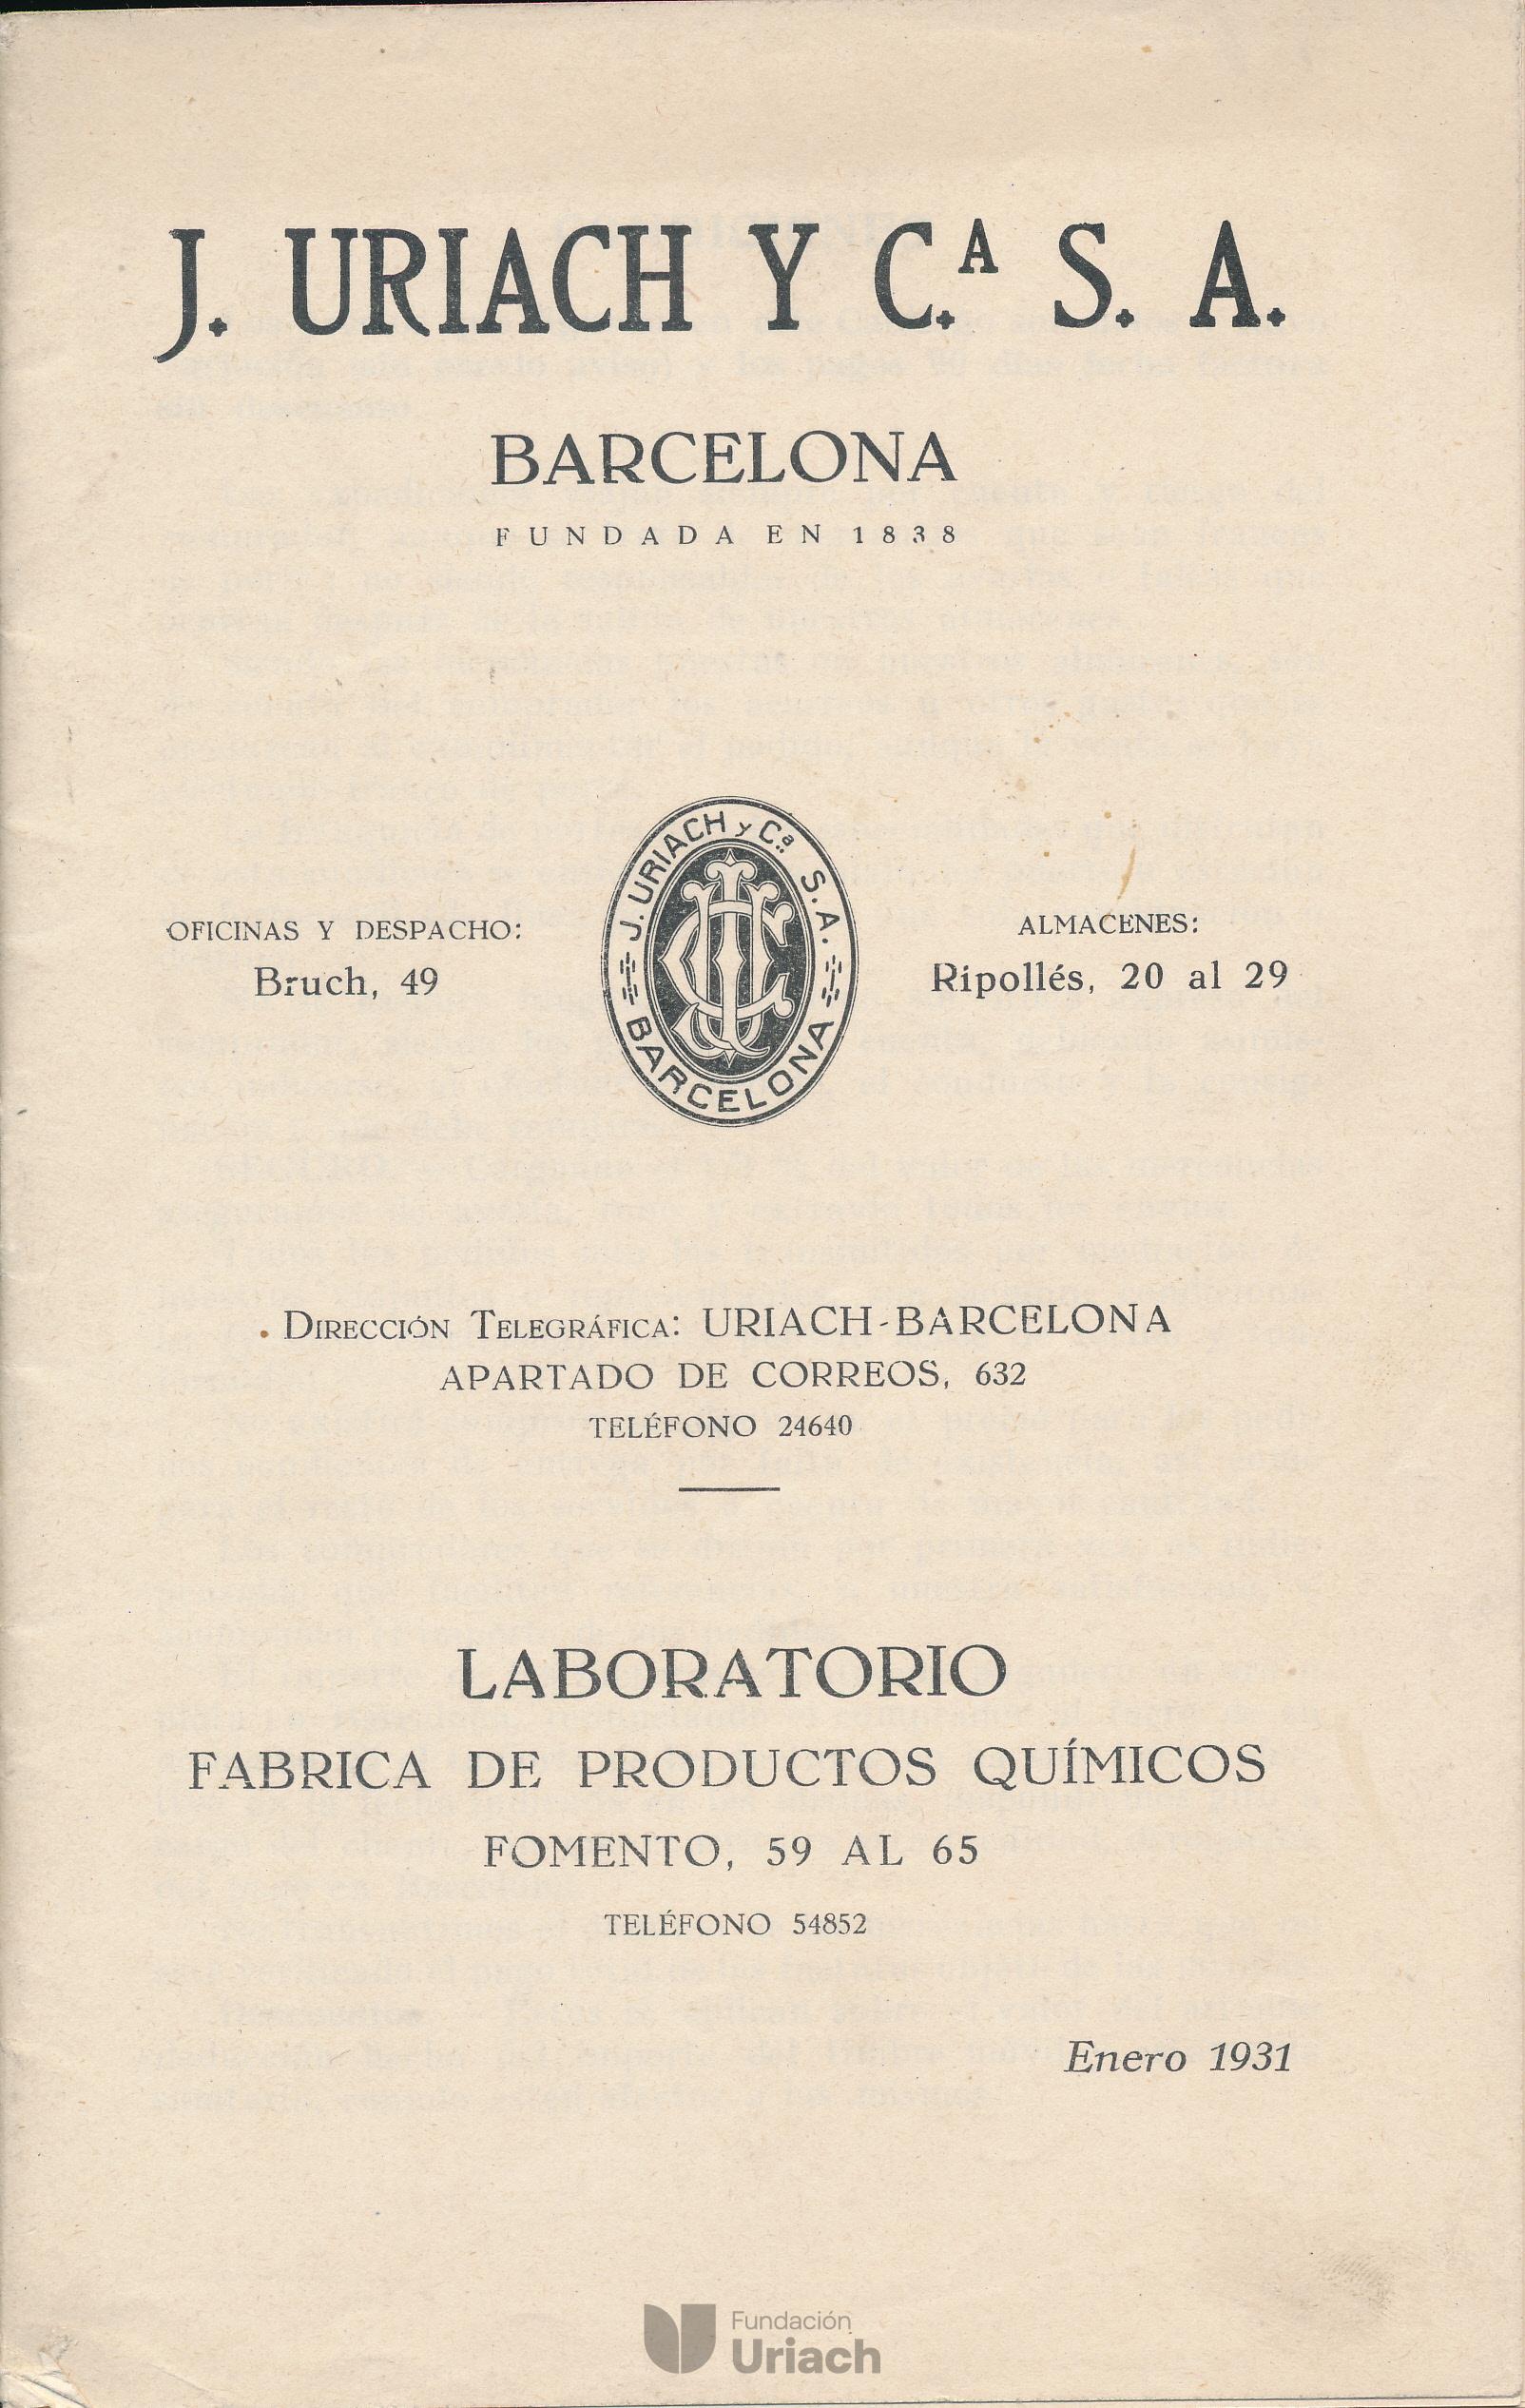 J. URIACH Y C.ᴬ S. A.
BARCELONA
FUNDADA EN 1838
OFICINAS Y DESPACHO:
Bruch, 49
J. URIACH y Cª. S. A.
BARCELONA
ALMACENES:
Ripollés, 20 al 29
DIRECCIÓN TELEGRÁFICA: URIACH-BARCELONA
APARTADO DE CORREOS, 632
TELÉFONO 24640
LABORATORIO
FABRICA DE PRODUCTOS QUÍMICOS
FOMENTO, 59 AL 65
TELÉFONO 54852
Enero 1931
Fundación
Uriach